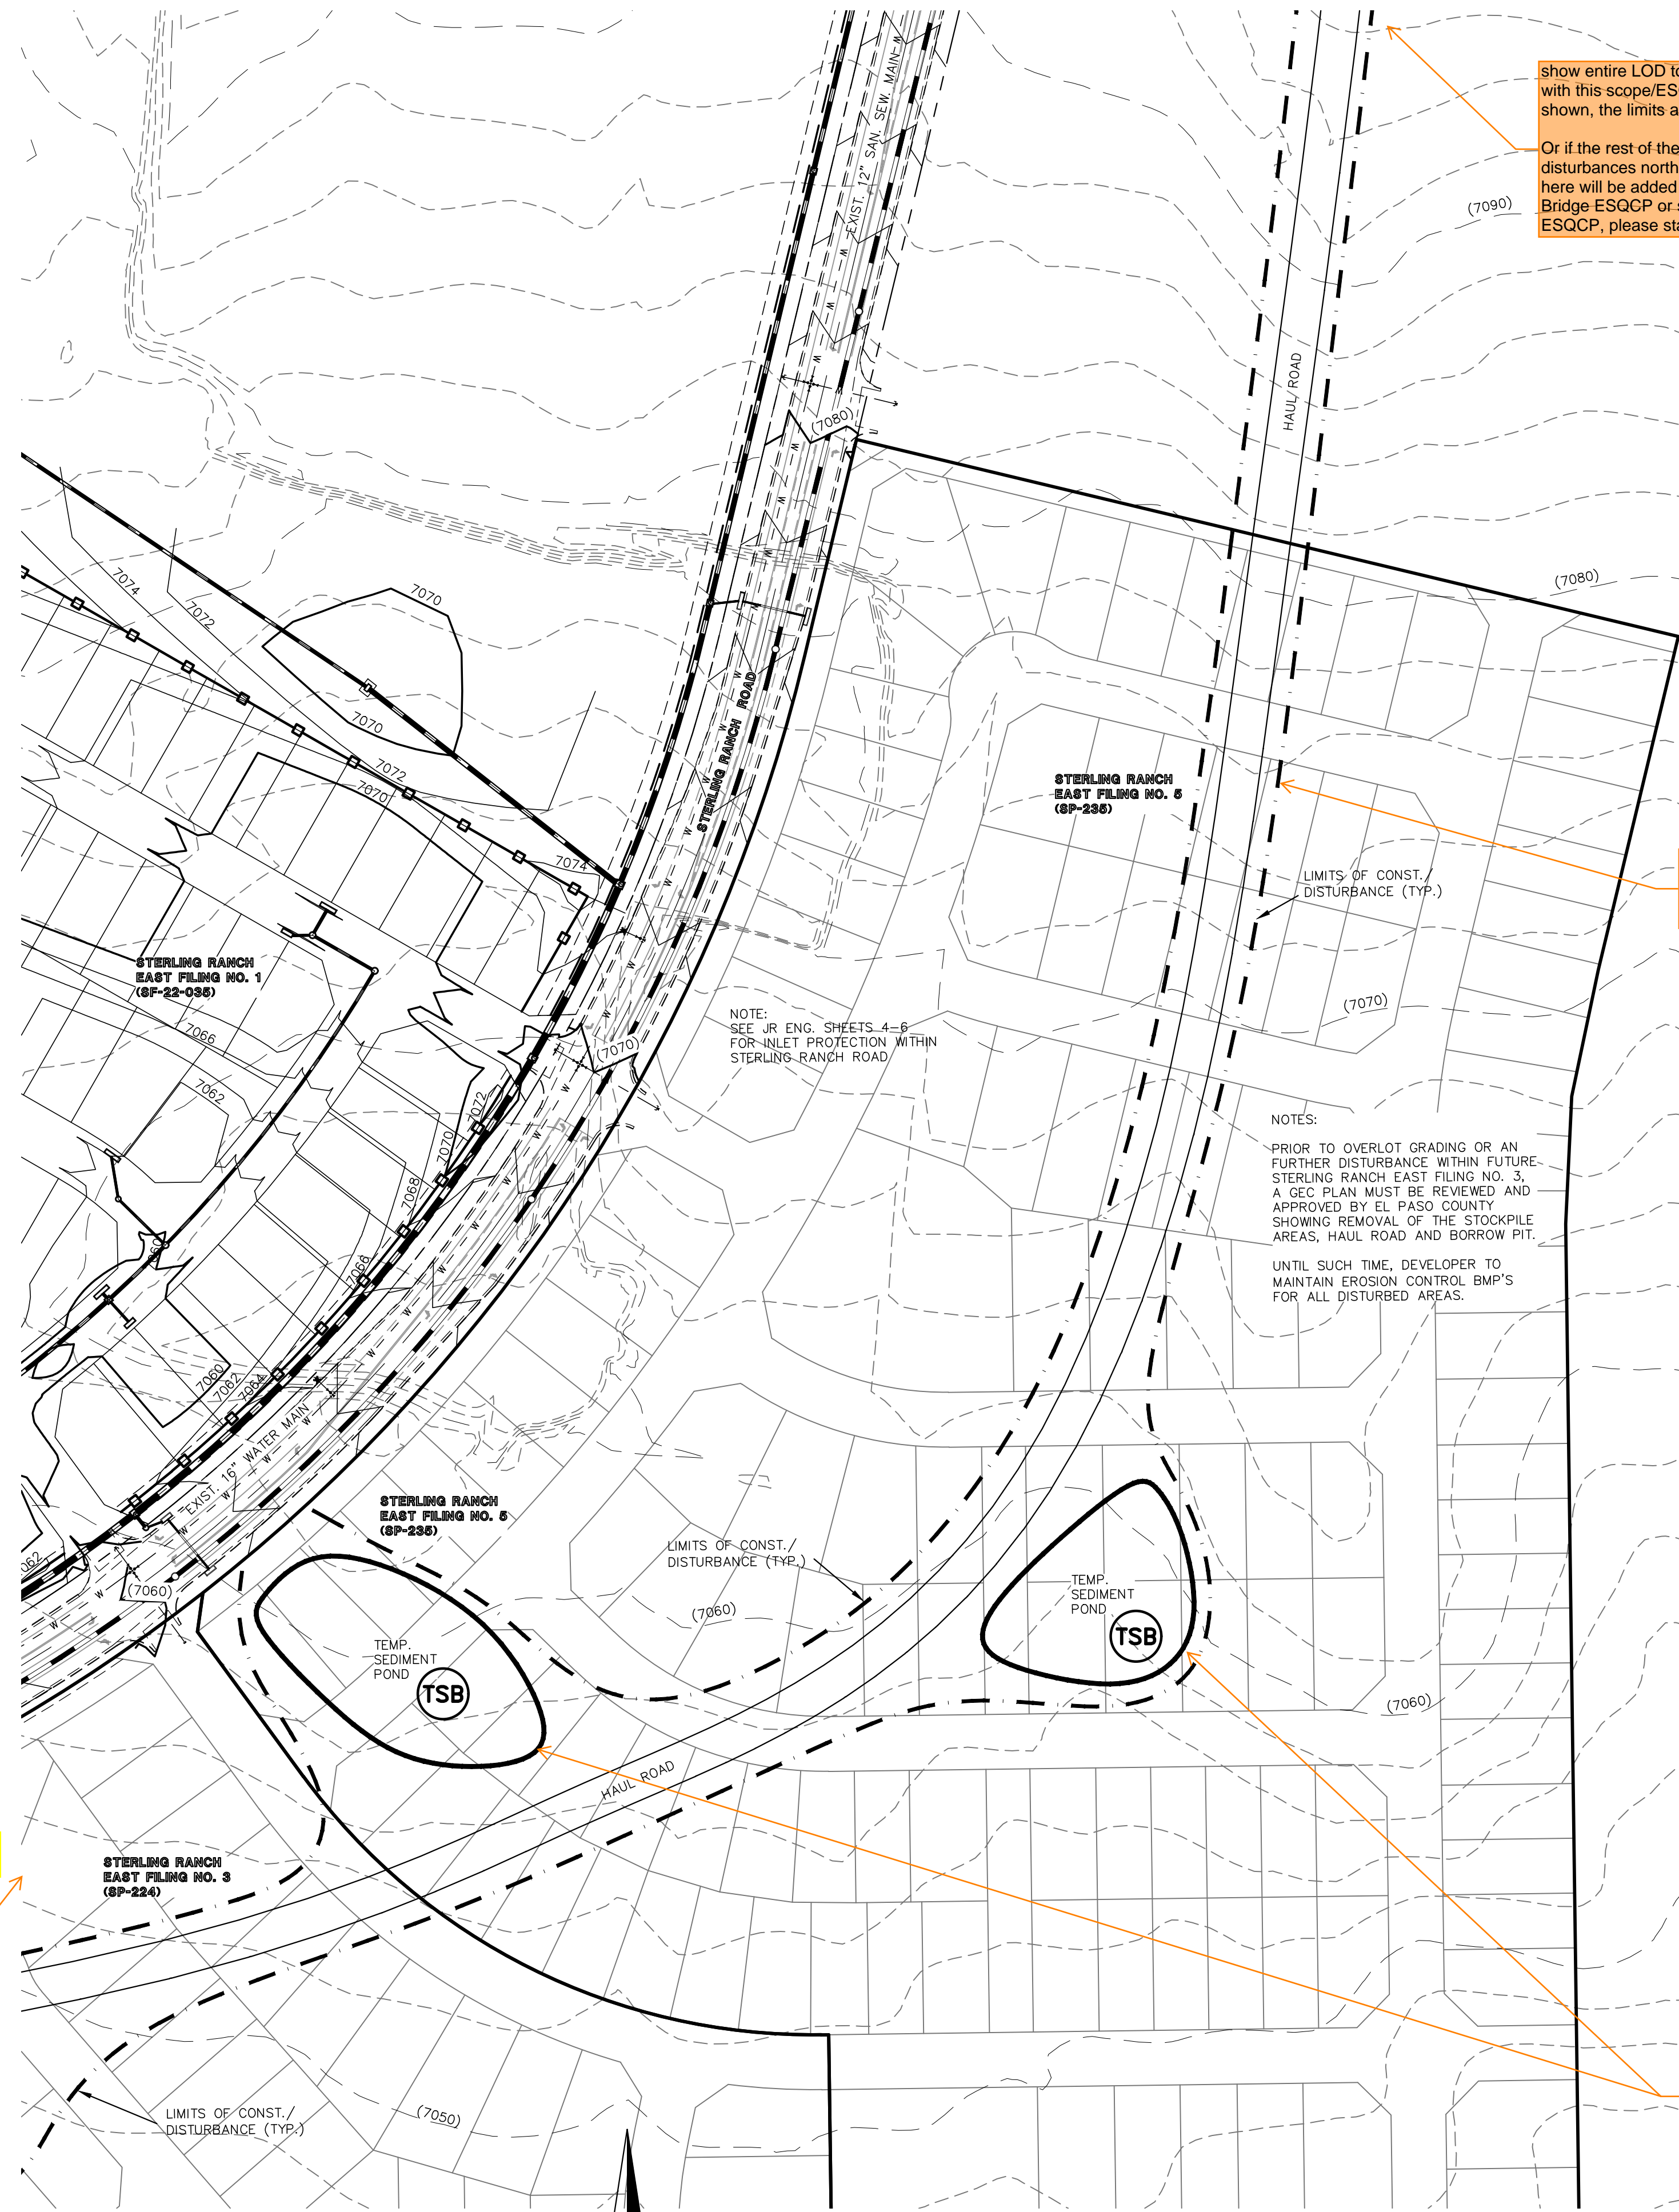 EXIST. 12" SAN. SEW. MAIN
show entire LOD
with this
shown, the limits
Or if the rest of the
disturbances north
here will be added
Bridge ESQCP or
ESQCP, please
(7090)
HAUL ROAD
(7080)
(7080)
7074
7072
7070
7070
7072
7070
7074
STERLING RANCH ROAD
STERLING RANCH
EAST FILING NO. 5
(SP-235)
LIMITS OF CONST./
DISTURBANCE (TYP.)
STERLING RANCH
EAST FILING NO. 1
(SF-22-035)
(7070)
NOTE:
SEE JR ENG. SHEETS 4-6
FOR INLET PROTECTION WITHIN
STERLING RANCH ROAD
7066
(7070)
7062
7072
7070
7068
7066
NOTES:
PRIOR TO OVERLOT GRADING OR AN
FURTHER DISTURBANCE WITHIN FUTURE
STERLING RANCH EAST FILING NO. 3,
A GEC PLAN MUST BE REVIEWED AND
APPROVED BY EL PASO COUNTY
SHOWING REMOVAL OF THE STOCKPILE
AREAS, HAUL ROAD AND BORROW PIT.
UNTIL SUCH TIME, DEVELOPER TO
MAINTAIN EROSION CONTROL BMP'S
FOR ALL DISTURBED AREAS.
7060
7062
7064
EXIST. 16" WATER MAIN
STERLING RANCH
EAST FILING NO. 5
(SP-235)
LIMITS OF CONST./
DISTURBANCE (TYP.)
(7060)
(7060)
TEMP.
SEDIMENT
POND
TSB
TEMP.
SEDIMENT
POND
TSB
(7060)
HAUL ROAD
STERLING RANCH
EAST FILING NO. 3
(SP-224)
LIMITS OF CONST./
DISTURBANCE (TYP.)
(7050)